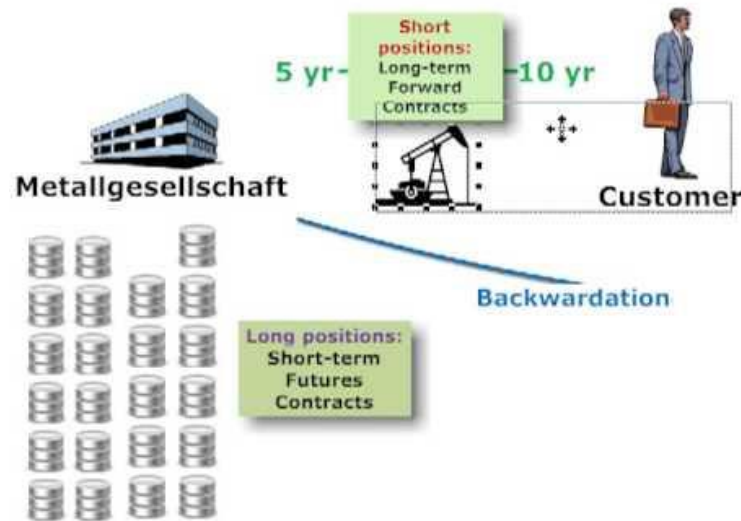 Short
positions:
5 yr
Long-term
10 yr
Forward
Contracts
Metallgesellschaft
Customer
Backwardation
Long positions:
Short-term
Futures
Contracts